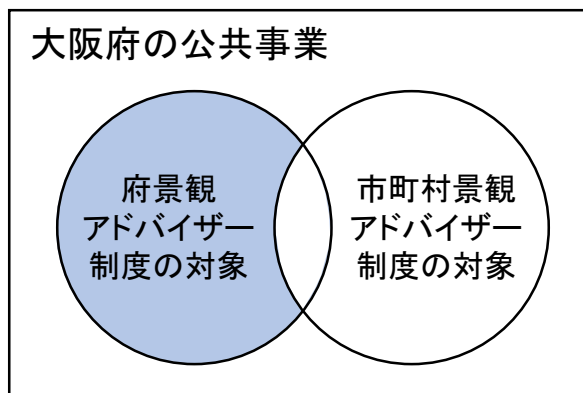 大阪府の公共事業
府景観
アドバイザー
制度の対象
市町村景観
アドバイザー
制度の対象